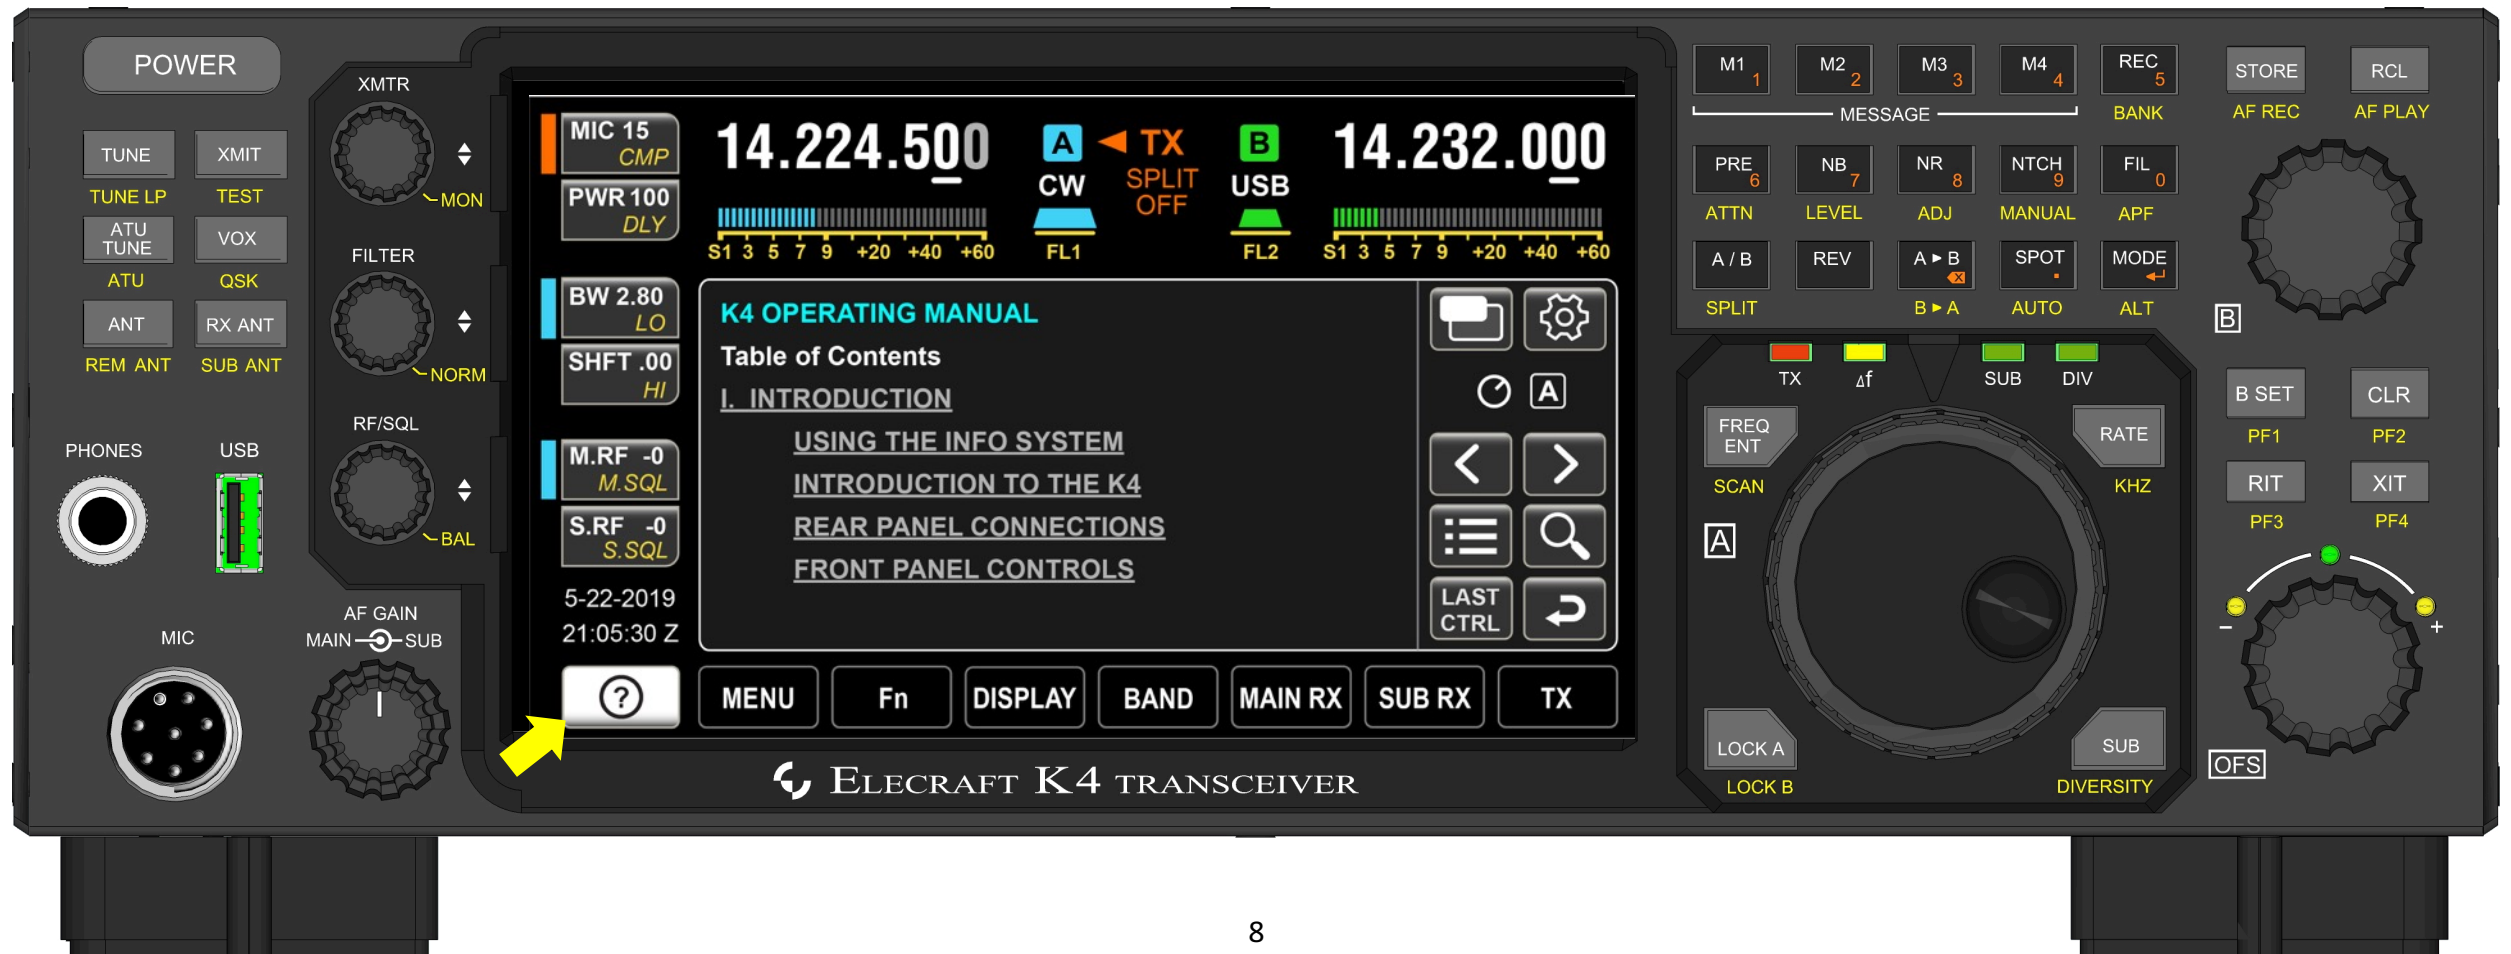 POWER
TUNE
XMIT
TUNE LP
TEST
ATU TUNE
VOX
ATU
QSK
ANT
RX ANT
REM ANT
SUB ANT
PHONES
USB
MIC
XMTR
MON
FILTER
NORM
RF/SQL
BAL
AF GAIN
MAIN
SUB
MIC 15
CMP
PWR 100
DLY
BW 2.80
LO
SHFT .00
HI
M.RF -0
M.SQL
S.RF -0
S.SQL
5-22-2019
21:05:30 Z
14.224.500
A
TX
B
14.232.000
CW
SPLIT
OFF
USB
S1 3 5 7 9 +20 +40 +60
FL1
FL2
S1 3 5 7 9 +20 +40 +60
K4 OPERATING MANUAL
Table of Contents
I. INTRODUCTION
USING THE INFO SYSTEM
INTRODUCTION TO THE K4
REAR PANEL CONNECTIONS
FRONT PANEL CONTROLS
A
LAST
CTRL
?
MENU
Fn
DISPLAY
BAND
MAIN RX
SUB RX
TX
ELECRAFT K4 TRANSCEIVER
M1 1
M2 2
M3 3
M4 4
REC 5
MESSAGE
BANK
PRE 6
NB 7
NR 8
NTCH 9
FIL 0
ATTN
LEVEL
ADJ
MANUAL
APF
A / B
REV
A ► B
SPOT .
MODE
SPLIT
B ► A
AUTO
ALT
STORE
RCL
AF REC
AF PLAY
B
TX
Δf
SUB
DIV
FREQ
ENT
SCAN
RATE
KHZ
A
LOCK A
LOCK B
SUB
DIVERSITY
B SET
CLR
PF1
PF2
RIT
XIT
PF3
PF4
−
+
OFS
8